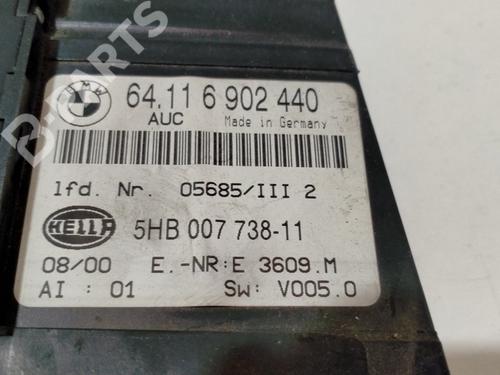 B-PARTS
BMW
64.11 6 902 440
AUC Made in Germany
lfd. Nr. 05685/III 2
HELLA 5HB 007 738-11
08/00 E.-NR:E 3609.M
AI : 01 Sw: V005.0